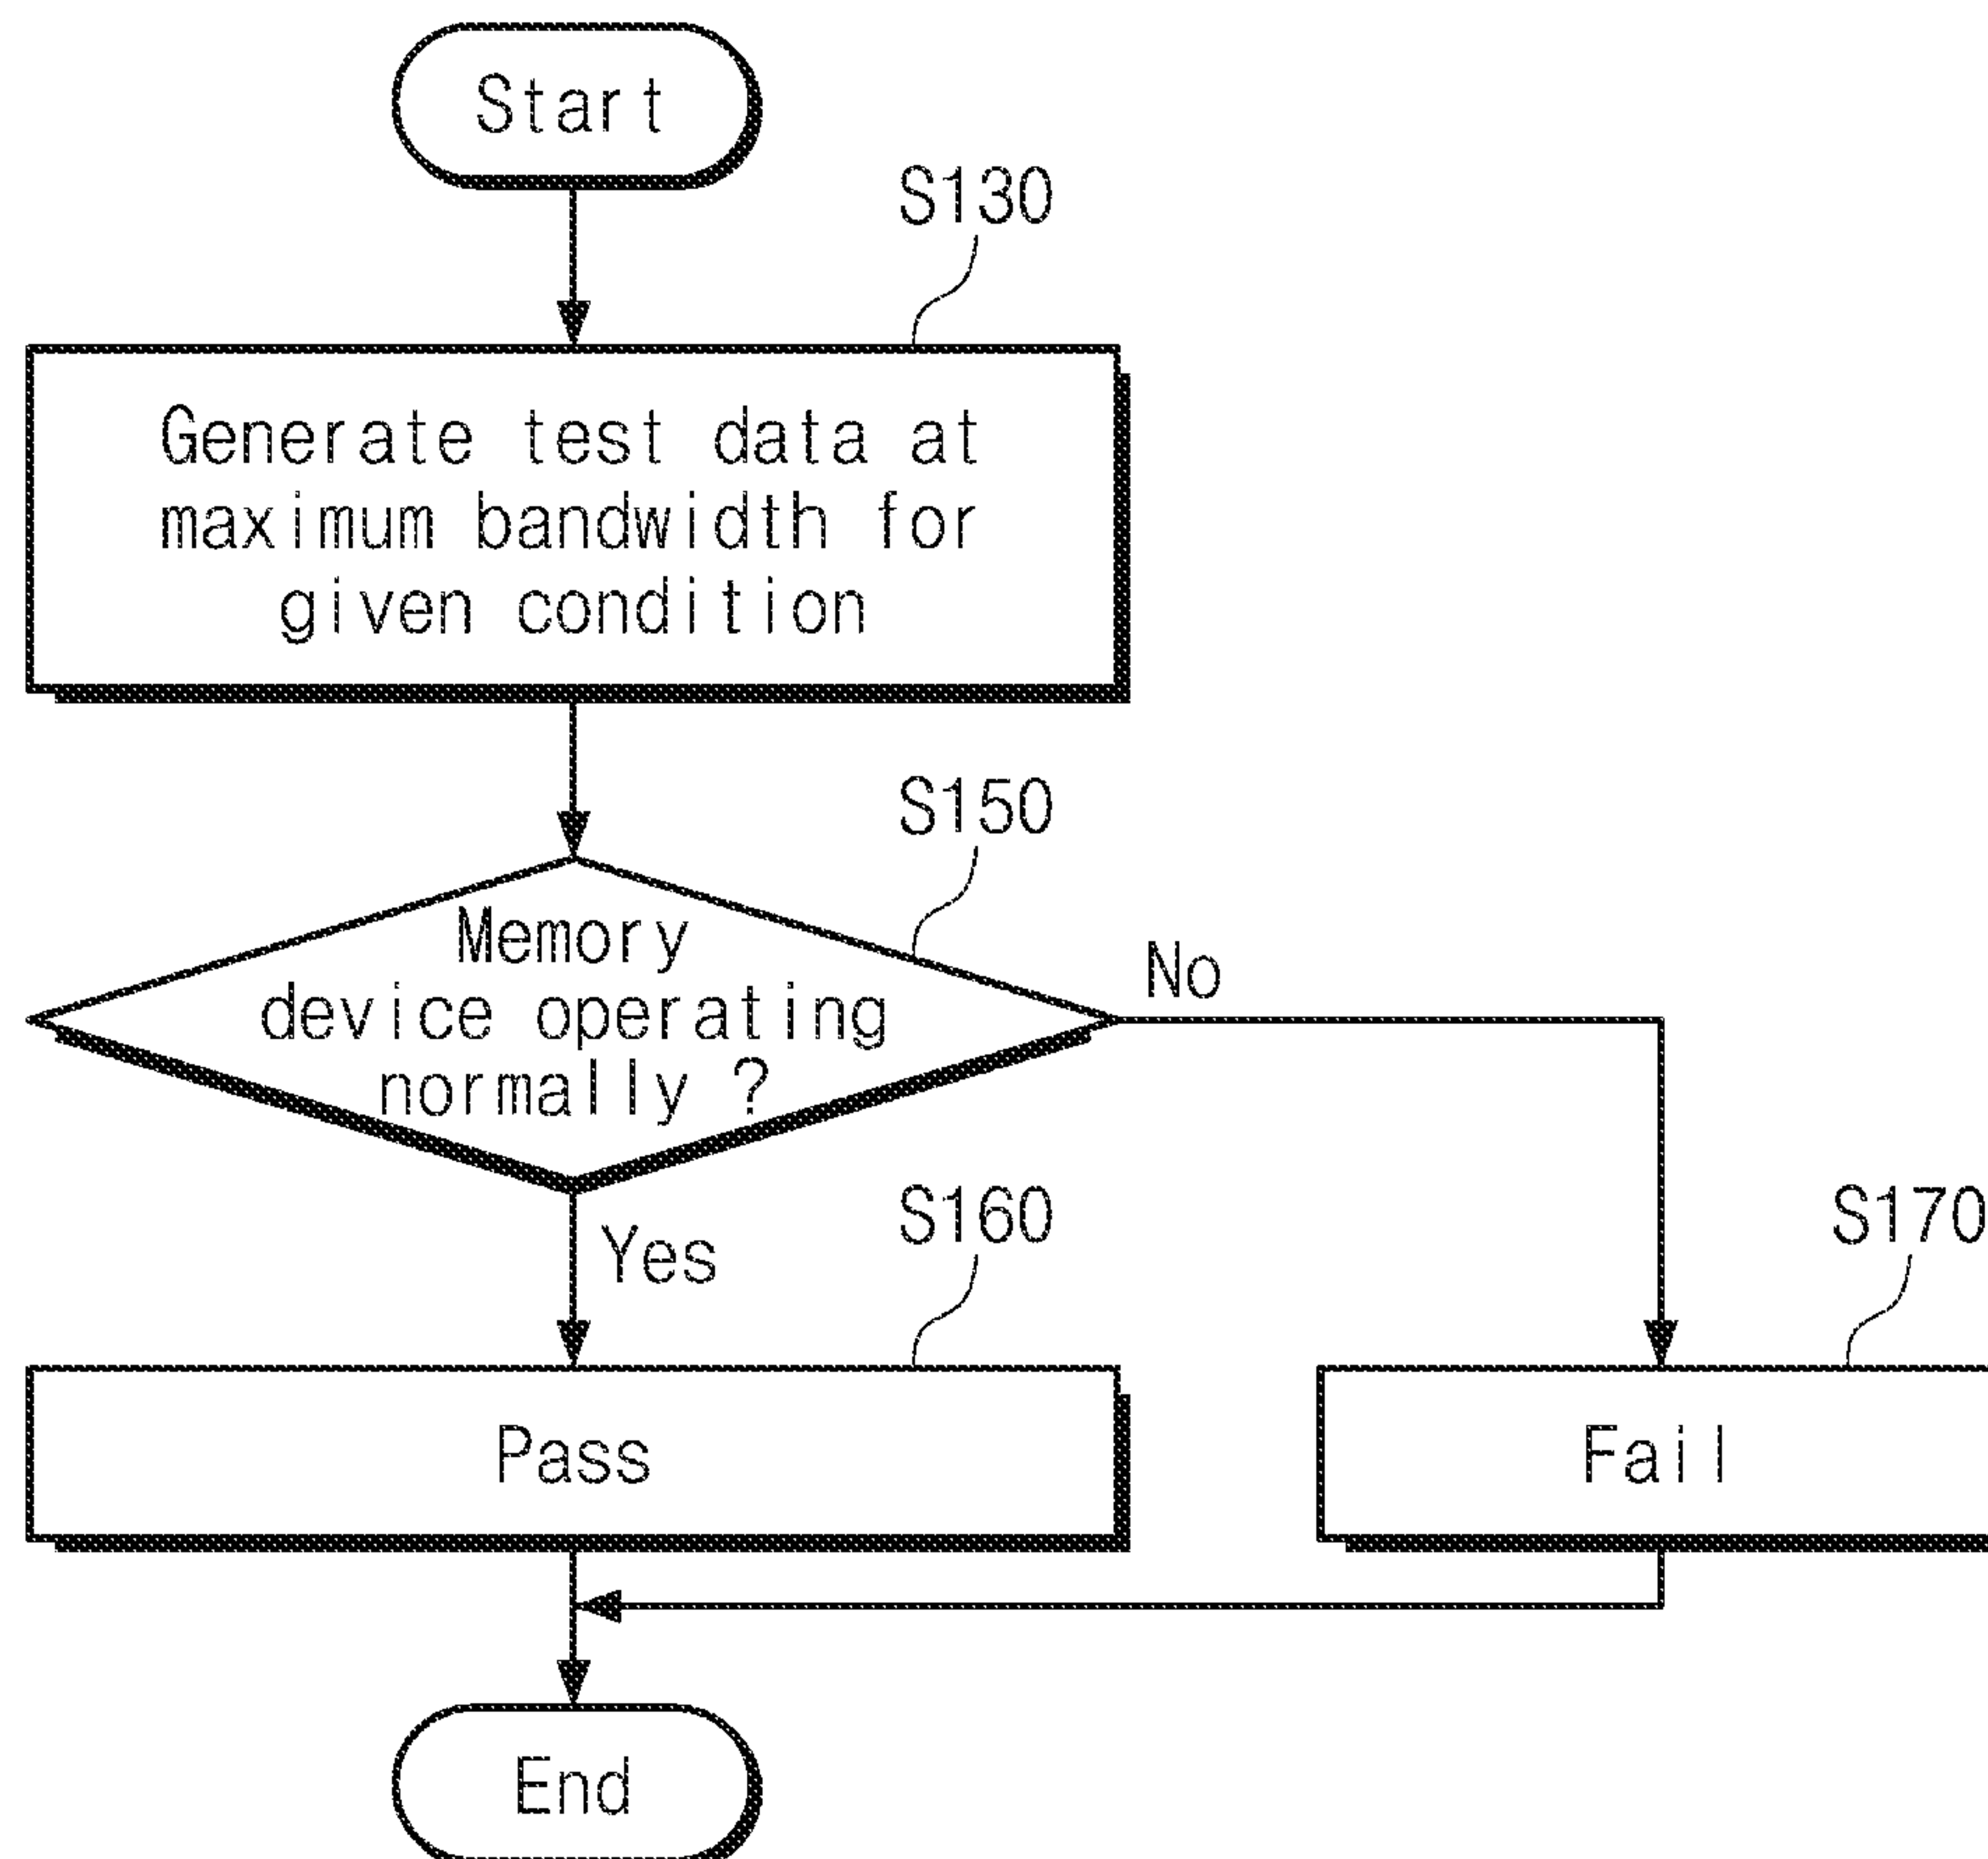 Start
S130
Generate test data at
maximum bandwidth for
given condition
S150
Memory
device operating
normally ?
No
Yes
S160
S170
Pass
Fail
End